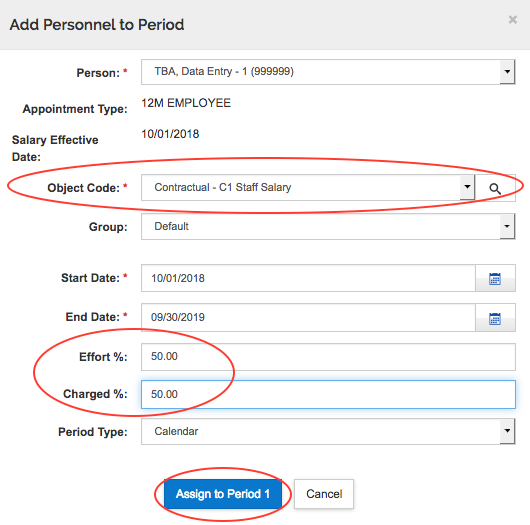 Add Personnel to Period ×
Person: * TBA, Data Entry - 1 (999999)
Appointment Type: 12M EMPLOYEE
Salary Effective Date: 10/01/2018
Object Code: * Contractual - C1 Staff Salary
Group: Default
Start Date: * 10/01/2018
End Date: * 09/30/2019
Effort %: 50.00
Charged %: 50.00
Period Type: Calendar
Assign to Period 1 Cancel